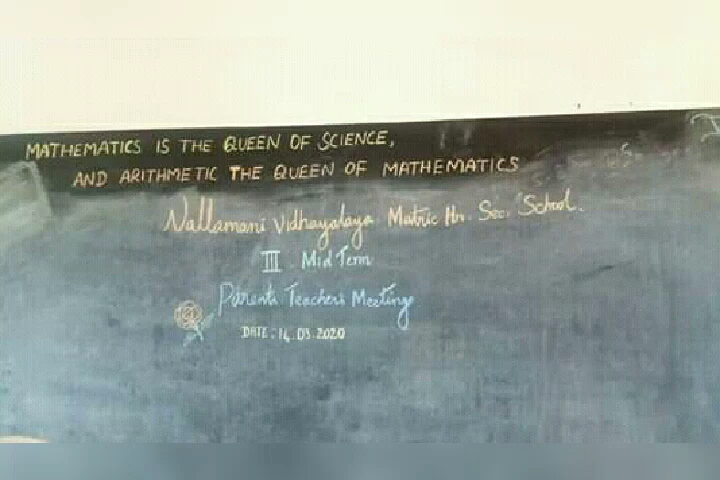 MATHEMATICS IS THE QUEEN OF SCIENCE,
AND ARITHMETIC THE QUEEN OF MATHEMATICS
Nallamani Vidhayalaya Matric Hr. Sec. School.
III. Mid Term
Parents Teachers Meeting
DATE: 14.03.2020